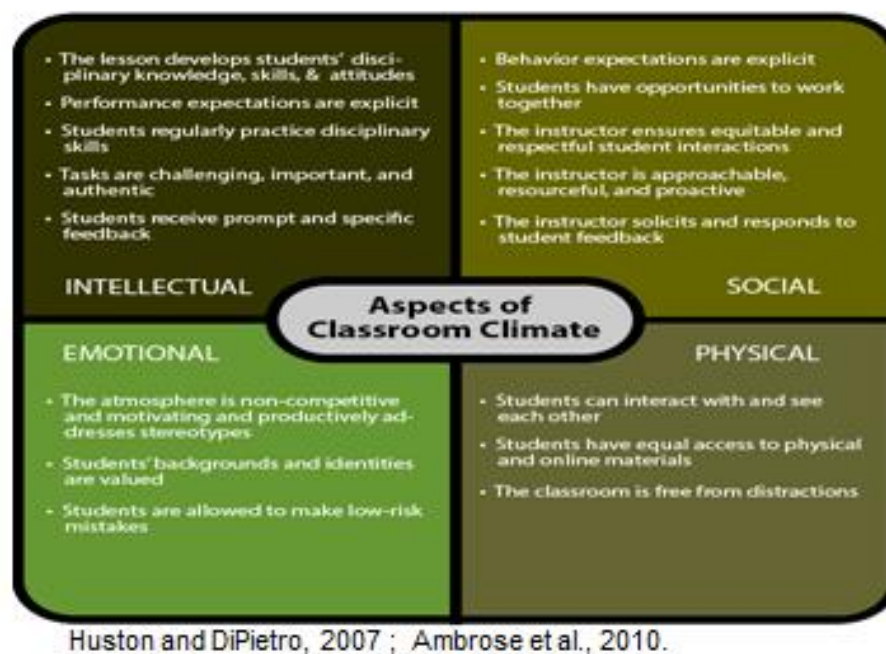 • The lesson develops students' disci-
plinary knowledge, skills, & attitudes
• Performance expectations are explicit
• Students regularly practice disciplinary
skills
• Tasks are challenging, important, and
authentic
• Students receive prompt and specific
feedback
INTELLECTUAL
• Behavior expectations are explicit
• Students have opportunities to work
together
• The instructor ensures equitable and
respectful student interactions
• The instructor is approachable,
resourceful, and proactive
• The instructor solicits and responds to
student feedback
SOCIAL
Aspects of
Classroom Climate
EMOTIONAL
• The atmosphere is non-competitive
and motivating and productively ad-
dresses stereotypes
• Students' backgrounds and identities
are valued
• Students are allowed to make low-risk
mistakes
PHYSICAL
• Students can interact with and see
each other
• Students have equal access to physical
and online materials
• The classroom is free from distractions
Huston and DiPietro, 2007 ; Ambrose et al., 2010.